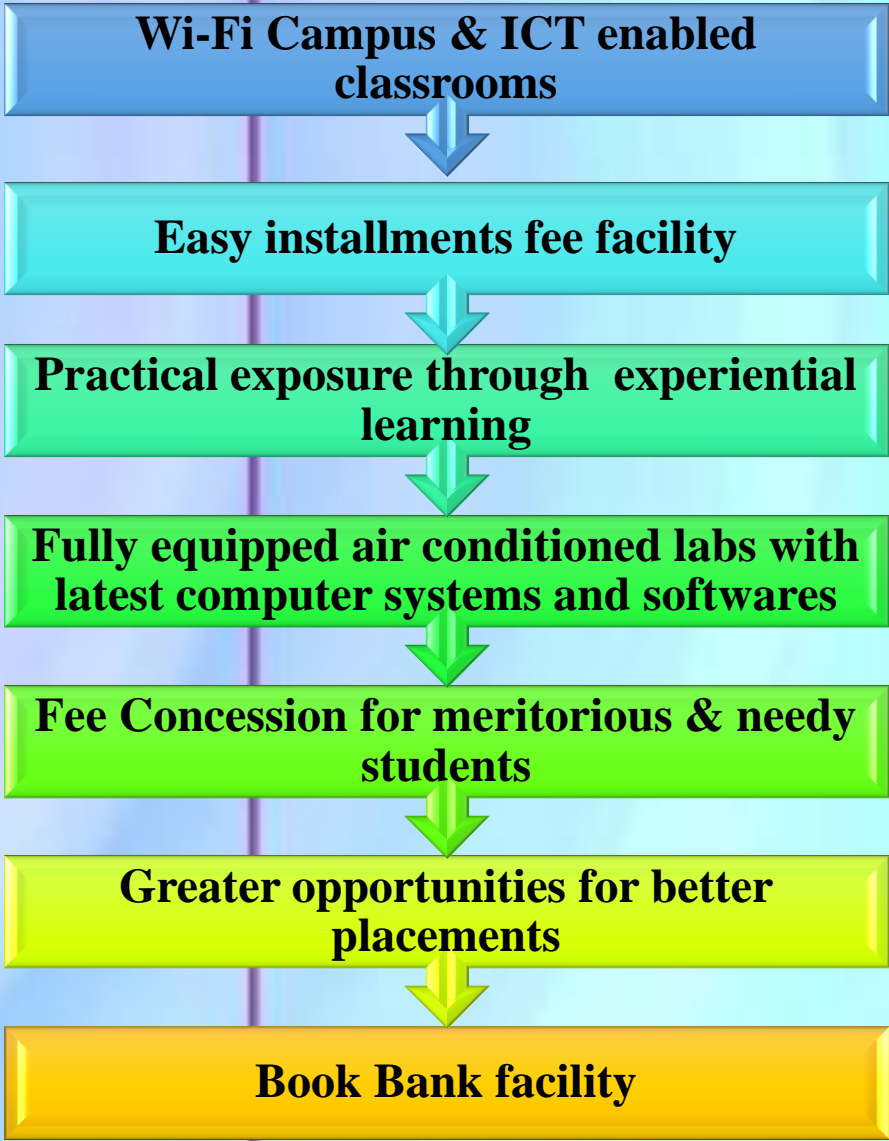 Wi-Fi Campus & ICT enabled
classrooms
Easy installments fee facility
Practical exposure through experiential
learning
Fully equipped air conditioned labs with
latest computer systems and softwares
Fee Concession for meritorious & needy
students
Greater opportunities for better
placements
Book Bank facility